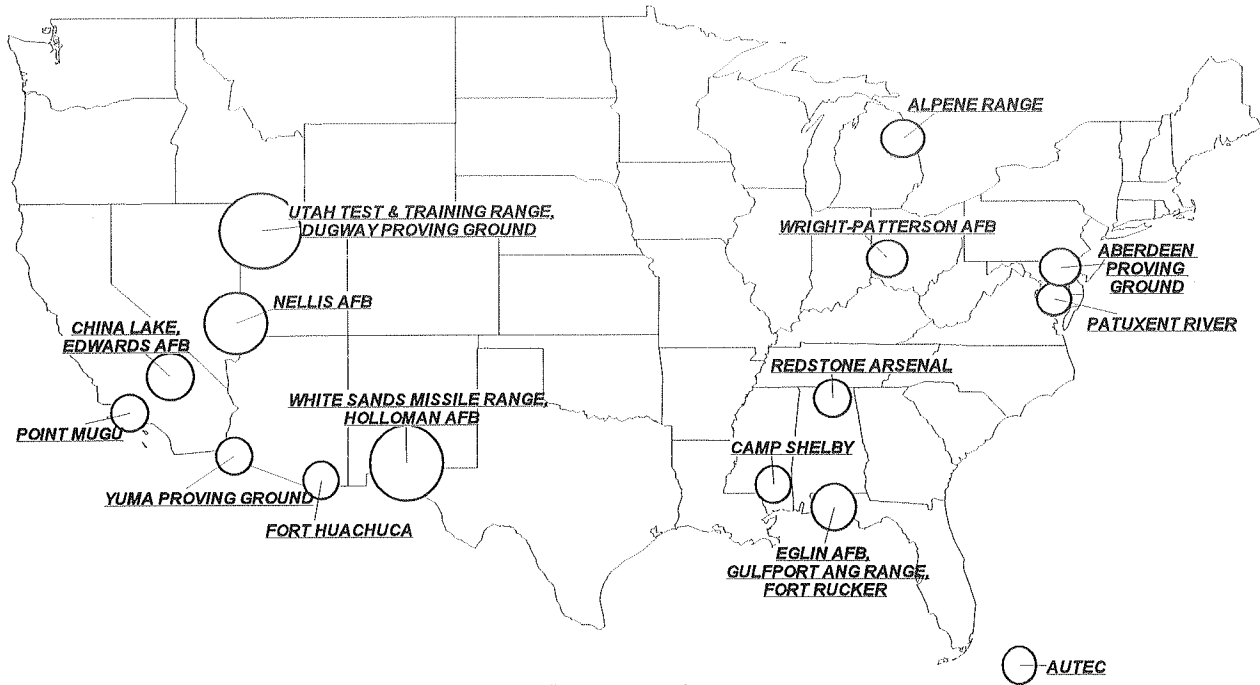 ALPENE RANGE
UTAH TEST & TRAINING RANGE,
DUGWAY PROVING GROUND
WRIGHT-PATTERSON AFB
ABERDEEN
PROVING
GROUND
NELLIS AFB
PATUXENT RIVER
CHINA LAKE,
EDWARDS AFB
REDSTONE ARSENAL
WHITE SANDS MISSILE RANGE,
HOLLOMAN AFB
POINT MUGU
CAMP SHELBY
YUMA PROVING GROUND
FORT HUACHUCA
EGLIN AFB,
GULFPORT ANG RANGE,
FORT RUCKER
AUTEC